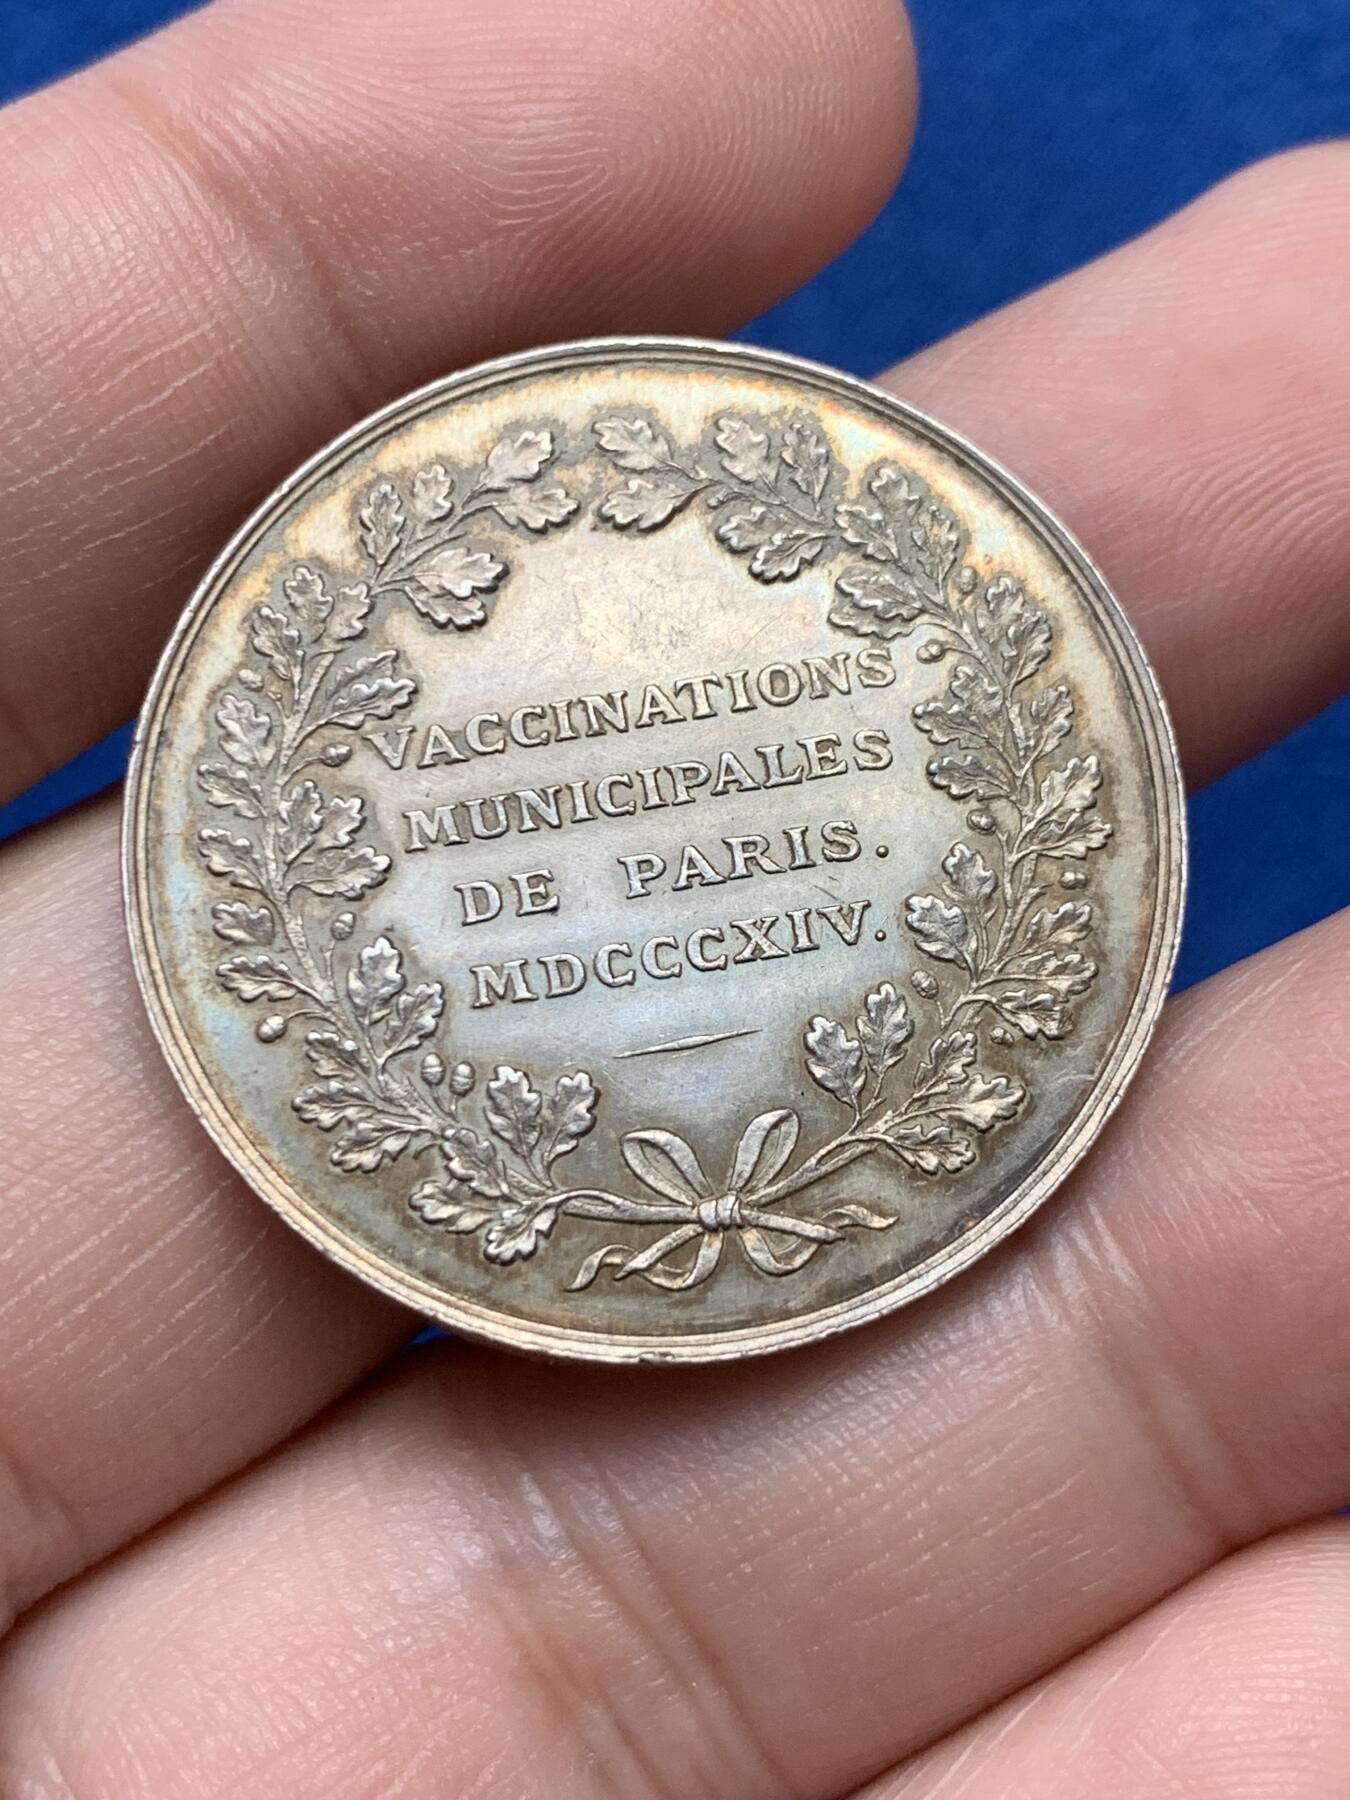 VACCINATIONS
MUNICIPALES
DE PARIS.
MDCCCXIV.